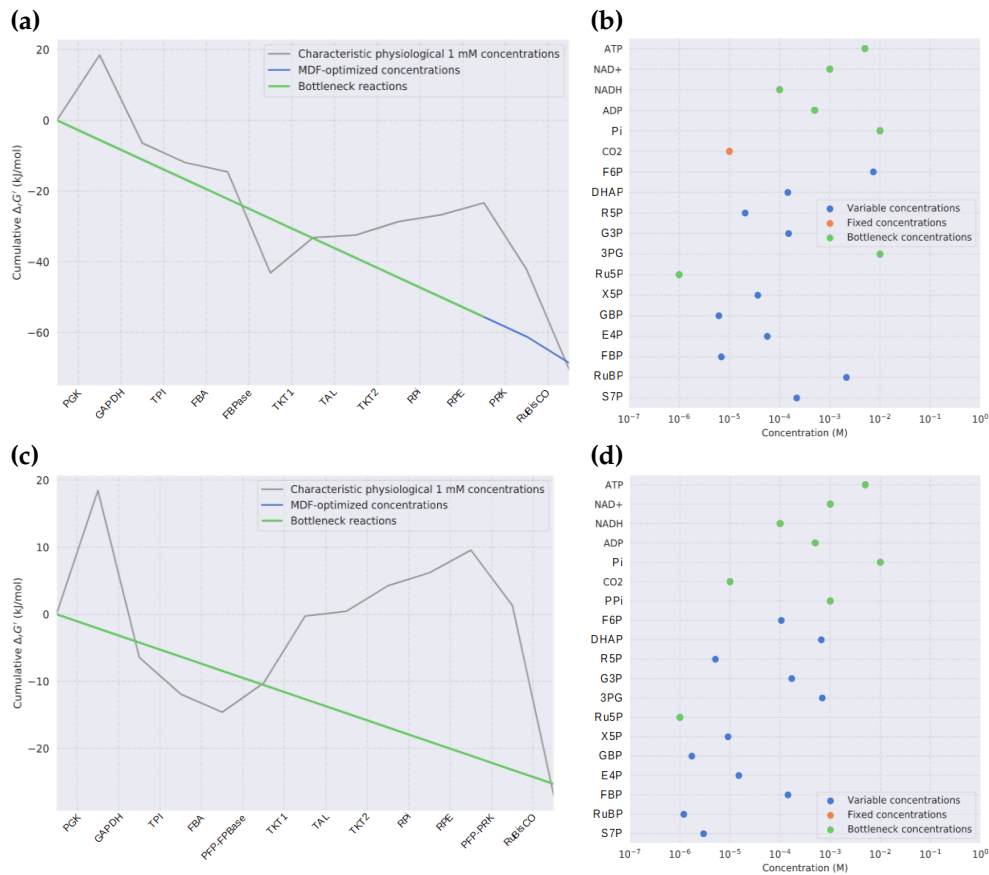 (a)
20
0
−20
−40
−60
Cumulative ΔrG′ (kJ/mol)
Characteristic physiological 1 mM concentrations
MDF-optimized concentrations
Bottleneck reactions
PGK
GAPDH
TPI
FBA
FBPase
TKT1
TAL
TKT2
RPI
RPE
PRK
RuBisCO
(b)
ATP
NAD+
NADH
ADP
Pi
CO2
F6P
DHAP
R5P
G3P
3PG
Ru5P
X5P
GBP
E4P
FBP
RuBP
S7P
Variable concentrations
Fixed concentrations
Bottleneck concentrations
10⁻⁷ 10⁻⁶ 10⁻⁵ 10⁻⁴ 10⁻³ 10⁻² 10⁻¹ 10⁰
Concentration (M)
(c)
20
10
0
−10
−20
Cumulative ΔrG′ (kJ/mol)
Characteristic physiological 1 mM concentrations
MDF-optimized concentrations
Bottleneck reactions
PGK
GAPDH
TPI
FBA
PFP-FPBase
TKT1
TAL
TKT2
RPI
RPE
PFP-PRK
RuBisCO
(d)
ATP
NAD+
NADH
ADP
Pi
CO2
PPi
F6P
DHAP
R5P
G3P
3PG
Ru5P
X5P
GBP
E4P
FBP
RuBP
S7P
Variable concentrations
Fixed concentrations
Bottleneck concentrations
10⁻⁷ 10⁻⁶ 10⁻⁵ 10⁻⁴ 10⁻³ 10⁻² 10⁻¹ 10⁰
Concentration (M)